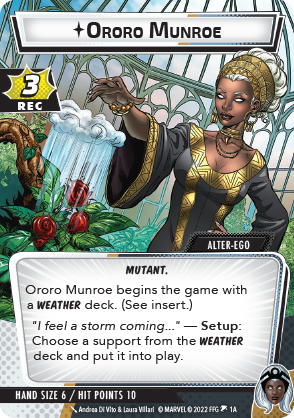 Ororo Munroe
3
REC
ALTER-EGO
MUTANT.
Ororo Munroe begins the game with
a WEATHER deck. (See insert.)
"I feel a storm coming..." — Setup:
Choose a support from the WEATHER
deck and put it into play.
HAND SIZE 6 / HIT POINTS 10
Andrea Di Vito & Laura Villari © MARVEL © 2022 FFG 1A